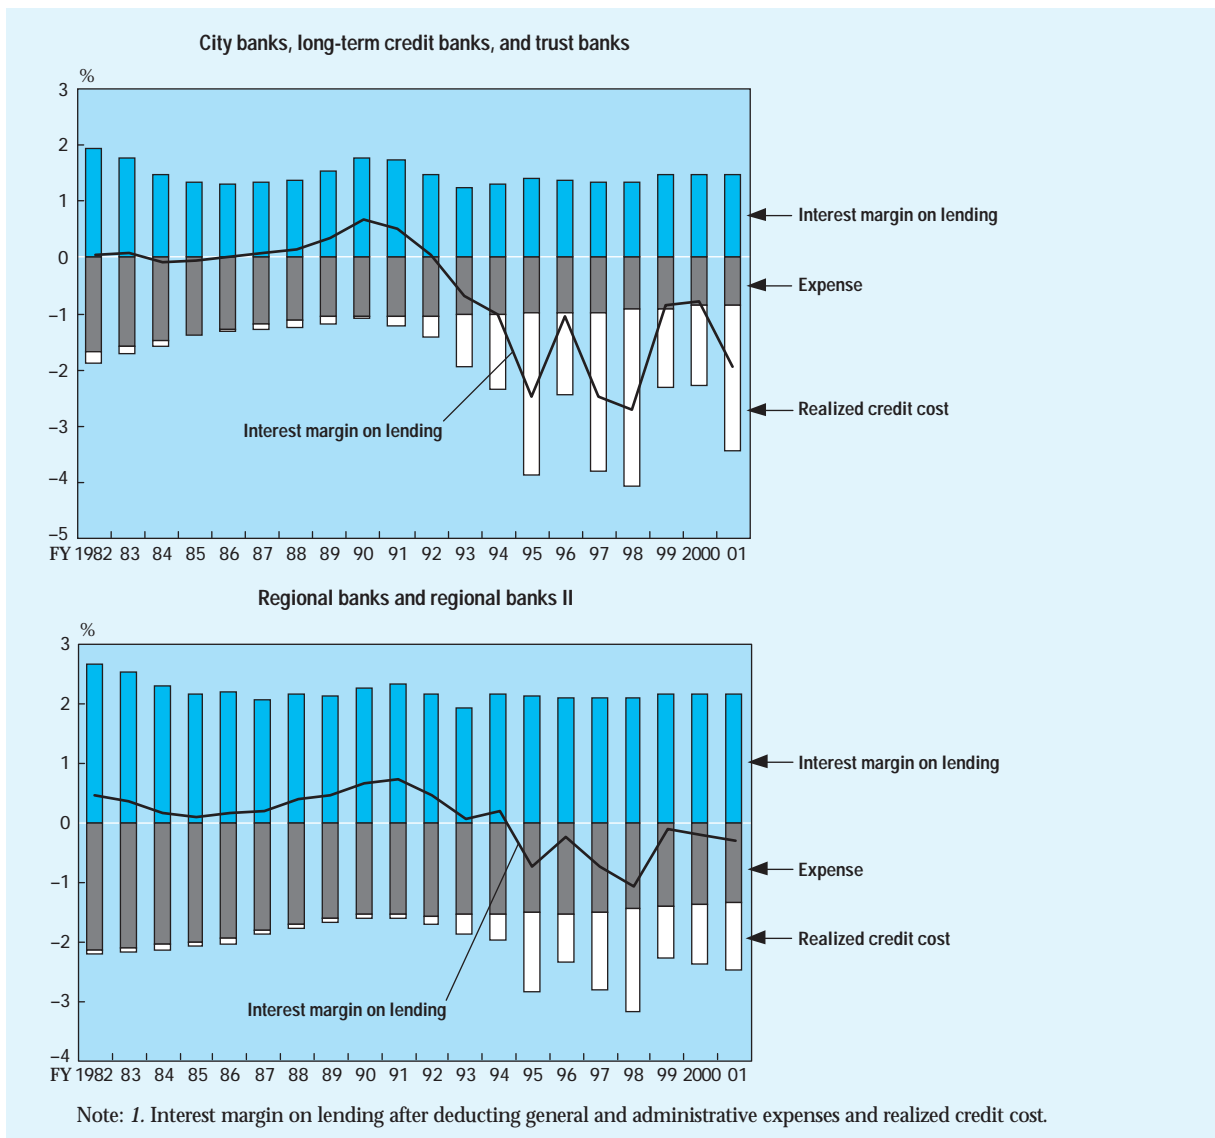 City banks, long-term credit banks, and trust banks
%
3
2
1
0
–1
–2
–3
–4
–5
Interest margin on lending
Expense
Realized credit cost
Interest margin on lending
FY 1982 83 84 85 86 87 88 89 90 91 92 93 94 95 96 97 98 99 2000 01
Regional banks and regional banks II
%
3
2
1
0
–1
–2
–3
–4
Interest margin on lending
Expense
Realized credit cost
Interest margin on lending
FY 1982 83 84 85 86 87 88 89 90 91 92 93 94 95 96 97 98 99 2000 01
Note: 1. Interest margin on lending after deducting general and administrative expenses and realized credit cost.